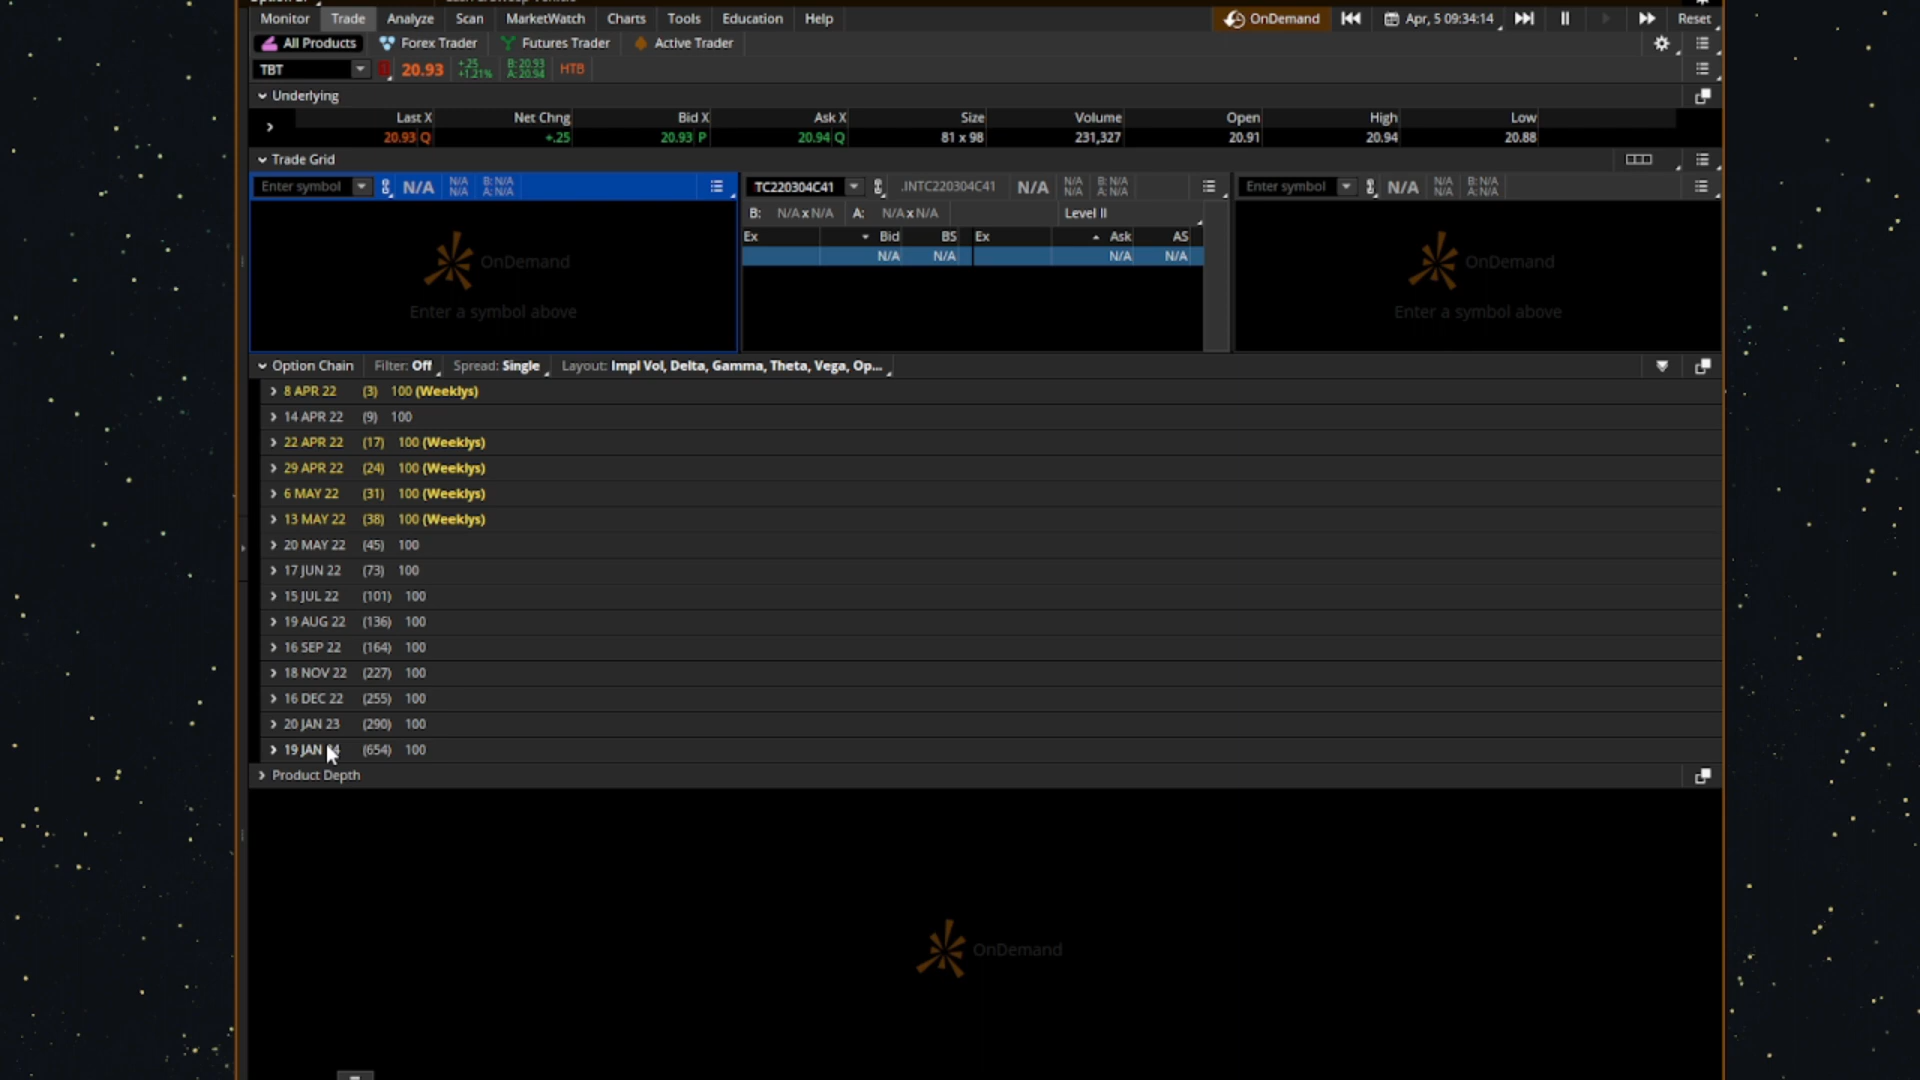 Monitor Trade Analyze Scan MarketWatch Charts Tools Education Help OnDemand Apr, 5 09:34:14 Reset
All Products Forex Trader Futures Trader Active Trader
TBT 20.93 +.25 +1.21% B: 20.93 A: 20.94 HTB
Underlying
Last X Net Chng Bid X Ask X Size Volume Open High Low
20.93 Q +.25 20.93 P 20.94 Q 81 x 98 231,327 20.91 20.94 20.88
Trade Grid
Enter symbol N/A N/A N/A B: N/A A: N/A TC220304C41 .INTC220304C41 N/A N/A N/A B: N/A A: N/A Enter symbol N/A N/A N/A B: N/A A: N/A
B: N/A x N/A A: N/A x N/A Level II
Ex Bid BS Ex Ask AS
N/A N/A N/A N/A
OnDemand OnDemand
Enter a symbol above Enter a symbol above
Option Chain Filter: Off Spread: Single Layout: Impl Vol, Delta, Gamma, Theta, Vega, Op...
8 APR 22 (3) 100 (Weeklys)
14 APR 22 (9) 100
22 APR 22 (17) 100 (Weeklys)
29 APR 22 (24) 100 (Weeklys)
6 MAY 22 (31) 100 (Weeklys)
13 MAY 22 (38) 100 (Weeklys)
20 MAY 22 (45) 100
17 JUN 22 (73) 100
15 JUL 22 (101) 100
19 AUG 22 (136) 100
16 SEP 22 (164) 100
18 NOV 22 (227) 100
16 DEC 22 (255) 100
20 JAN 23 (290) 100
19 JAN (654) 100
Product Depth
OnDemand